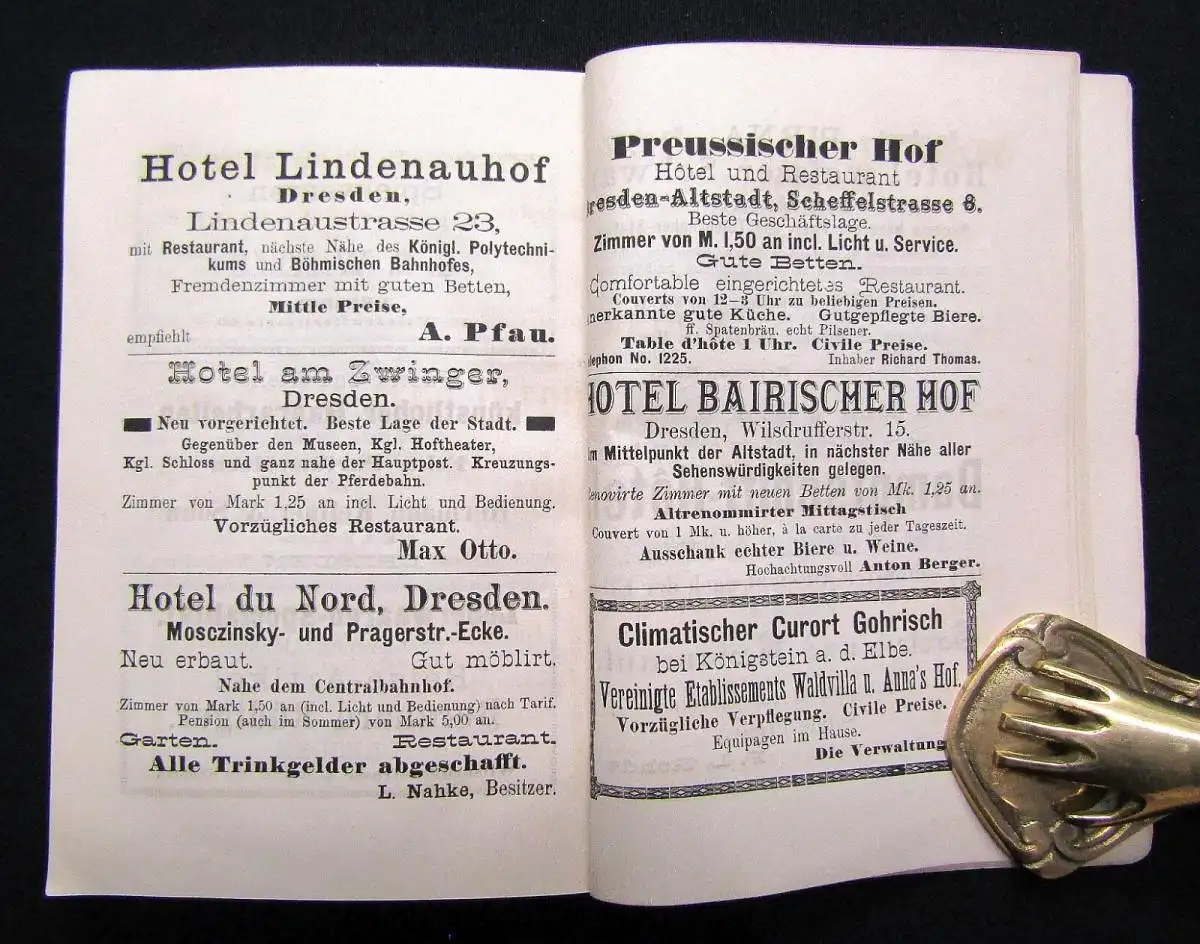 Hotel Lindenauhof
Dresden,
Lindenaustrasse 23,
mit Restaurant, nächste Nähe des Königl. Polytechni-
kums und Böhmischen Bahnhofes,
Fremdenzimmer mit guten Betten,
Mittle Preise,
empfiehlt A. Pfau.
Hotel am Zwinger,
Dresden.
Neu vorgerichtet. Beste Lage der Stadt.
Gegenüber den Museen, Kgl. Hoftheater,
Kgl. Schloss und ganz nahe der Hauptpost. Kreuzungs-
punkt der Pferdebahn.
Zimmer von Mark 1,25 an incl. Licht und Bedienung.
Vorzügliches Restaurant.
Max Otto.
Hotel du Nord, Dresden.
Mosczinsky- und Pragerstr.-Ecke.
Neu erbaut. Gut möblirt.
Nahe dem Centralbahnhof.
Zimmer von Mark 1,50 an (incl. Licht und Bedienung) nach Tarif.
Pension (auch im Sommer) von Mark 5,00 an.
Garten. Restaurant.
Alle Trinkgelder abgeschafft.
L. Nahke, Besitzer.
Preussischer Hof
Hôtel und Restaurant
resden-Altstadt, Scheffelstrasse 8.
Beste Geschäftslage.
Zimmer von M. 1,50 an incl. Licht u. Service.
Gute Betten.
Comfortable eingerichtetes Restaurant.
Couverts von 12–3 Uhr zu beliebigen Preisen.
nerkannte gute Küche. Gutgepflegte Biere.
ff. Spatenbräu. echt Pilsener.
Table d'hôte 1 Uhr. Civile Preise.
lephon No. 1225. Inhaber Richard Thomas.
HOTEL BAIRISCHER HOF
Dresden, Wilsdrufferstr. 15.
m Mittelpunkt der Altstadt, in nächster Nähe aller
Sehenswürdigkeiten gelegen.
Renovirte Zimmer mit neuen Betten von Mk. 1,25 an.
Altrenommirter Mittagstisch
Couvert von 1 Mk. u. höher, à la carte zu jeder Tageszeit.
Ausschank echter Biere u. Weine.
Hochachtungsvoll Anton Berger.
Climatischer Curort Gohrisch
bei Königstein a. d. Elbe.
Vereinigte Etablissements Waldvilla u. Anna's Hof.
Vorzügliche Verpflegung. Civile Preise.
Equipagen im Hause.
Die Verwaltung